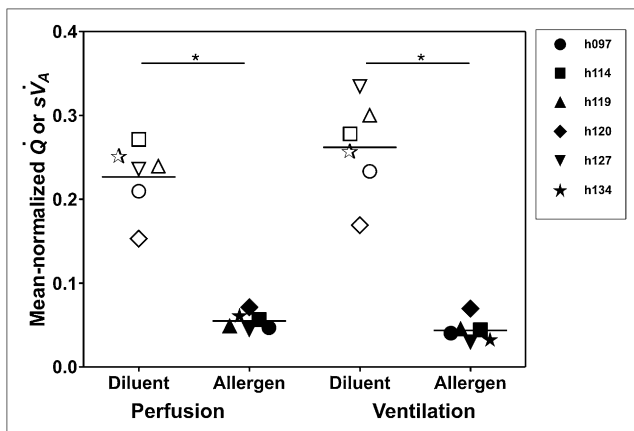 Mean-normalized Q̇ or sV̇A
0.4
0.3
0.2
0.1
0.0
* *
Diluent Allergen Diluent Allergen
Perfusion Ventilation
h097
h114
h119
h120
h127
h134